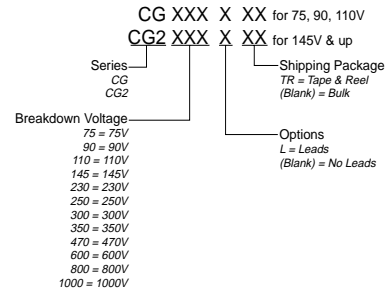 CG XXX X XX for 75, 90, 110V
CG2 XXX X XX for 145V & up
Series
CG
CG2
Shipping Package
TR = Tape & Reel
(Blank) = Bulk
Breakdown Voltage
75 = 75V
90 = 90V
110 = 110V
145 = 145V
230 = 230V
250 = 250V
300 = 300V
350 = 350V
470 = 470V
600 = 600V
800 = 800V
1000 = 1000V
Options
L = Leads
(Blank) = No Leads